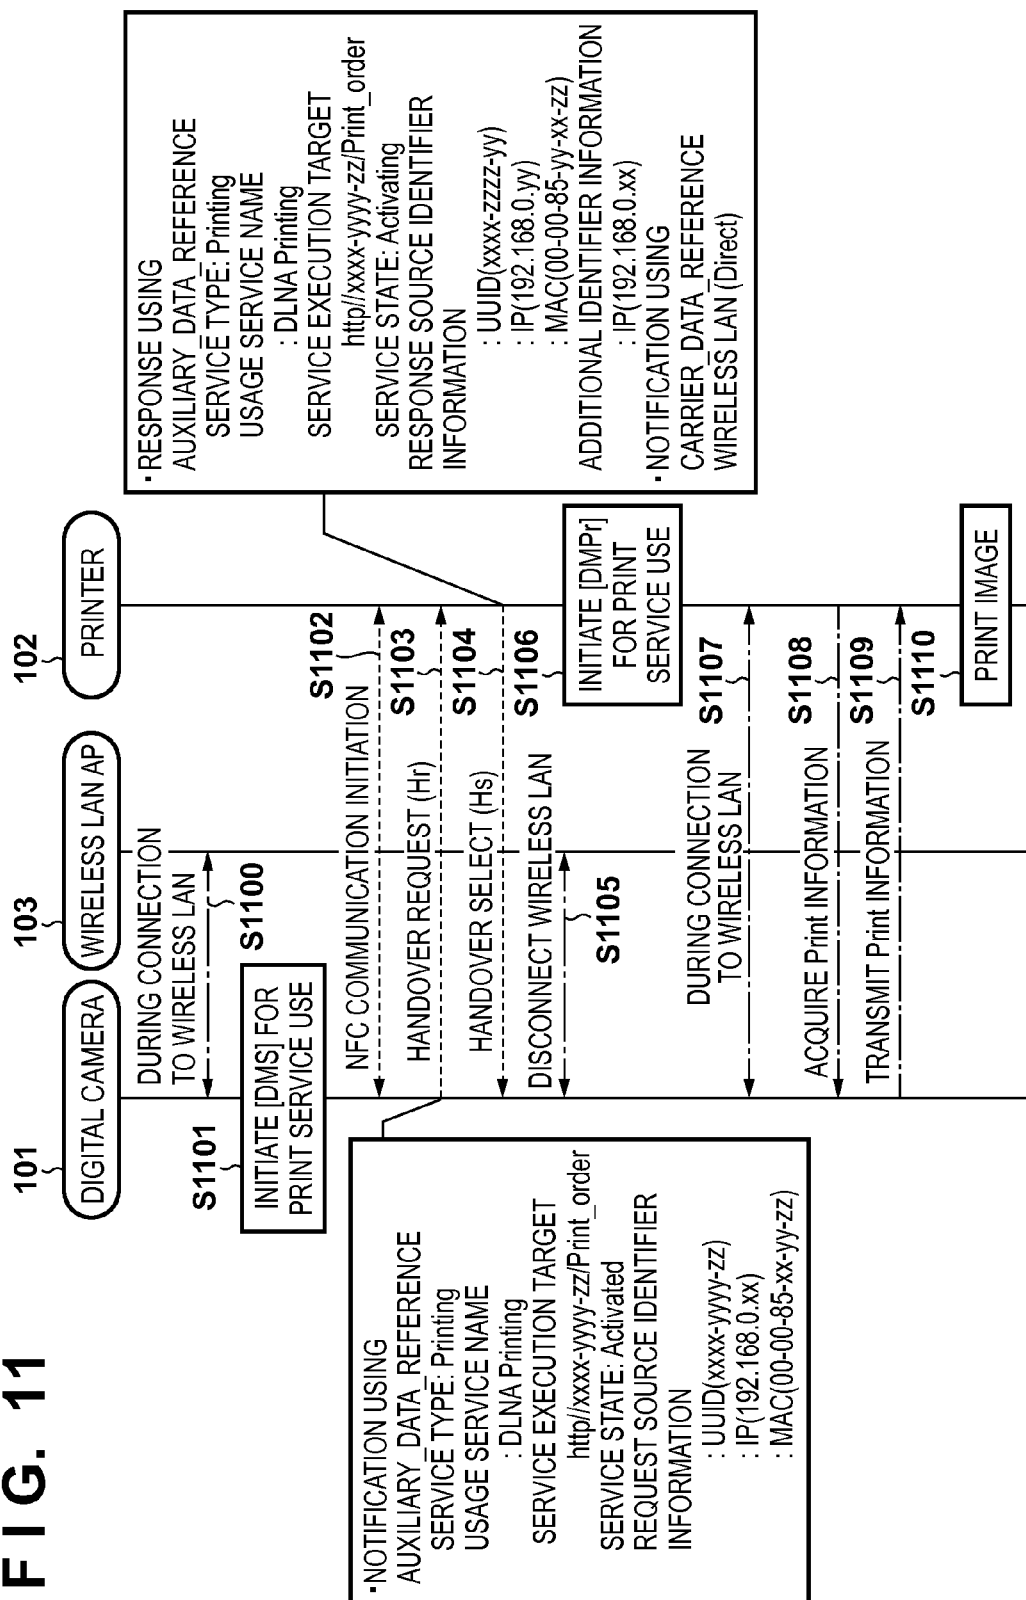 FIG. 11
101
DIGITAL CAMERA
103
WIRELESS LAN AP
102
PRINTER
DURING CONNECTION
TO WIRELESS LAN
S1100
S1101
INITIATE [DMS] FOR
PRINT SERVICE USE
NFC COMMUNICATION INITIATION
S1102
HANDOVER REQUEST (Hr)
S1103
HANDOVER SELECT (Hs)
S1104
DISCONNECT WIRELESS LAN
S1105
S1106
INITIATE [DMPr]
FOR PRINT
SERVICE USE
DURING CONNECTION
TO WIRELESS LAN
S1107
ACQUIRE Print INFORMATION
S1108
TRANSMIT Print INFORMATION
S1109
S1110
PRINT IMAGE
·NOTIFICATION USING
AUXILIARY_DATA_REFERENCE
SERVICE TYPE: Printing
USAGE SERVICE NAME
: DLNA Printing
SERVICE EXECUTION TARGET
http//xxxx-yyyy-zz/Print_order
SERVICE STATE: Activated
REQUEST SOURCE IDENTIFIER
INFORMATION
: UUID(xxxx-yyyy-zz)
: IP(192.168.0.xx)
: MAC(00-00-85-xx-yy-zz)
·RESPONSE USING
AUXILIARY_DATA_REFERENCE
SERVICE TYPE: Printing
USAGE SERVICE NAME
: DLNA Printing
SERVICE EXECUTION TARGET
http//xxxx-yyyy-zz/Print_order
SERVICE STATE: Activating
RESPONSE SOURCE IDENTIFIER
INFORMATION
: UUID(xxxx-zzzz-yy)
: IP(192.168.0.yy)
: MAC(00-00-85-yy-xx-zz)
ADDITIONAL IDENTIFIER INFORMATION
: IP(192.168.0.xx)
·NOTIFICATION USING
CARRIER_DATA_REFERENCE
WIRELESS LAN (Direct)